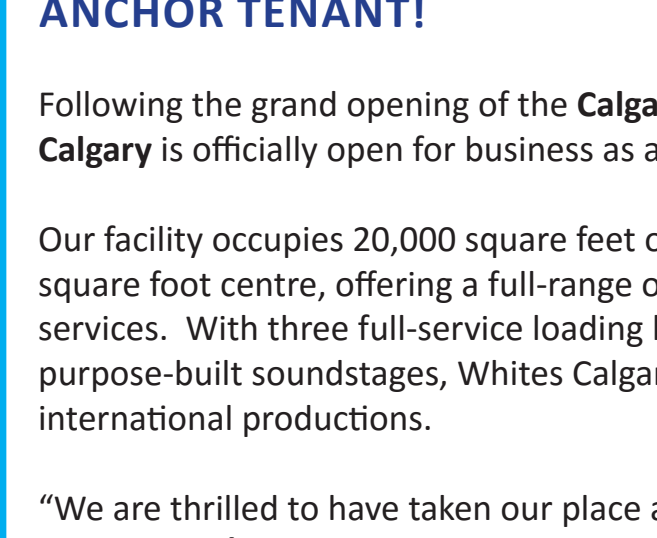 ANCHOR TENANT!
Following the grand opening of the Calga
Calgary is officially open for business as a
Our facility occupies 20,000 square feet o
square foot centre, offering a full-range o
services. With three full-service loading
purpose-built soundstages, Whites Calgar
international productions.
“We are thrilled to have taken our place a